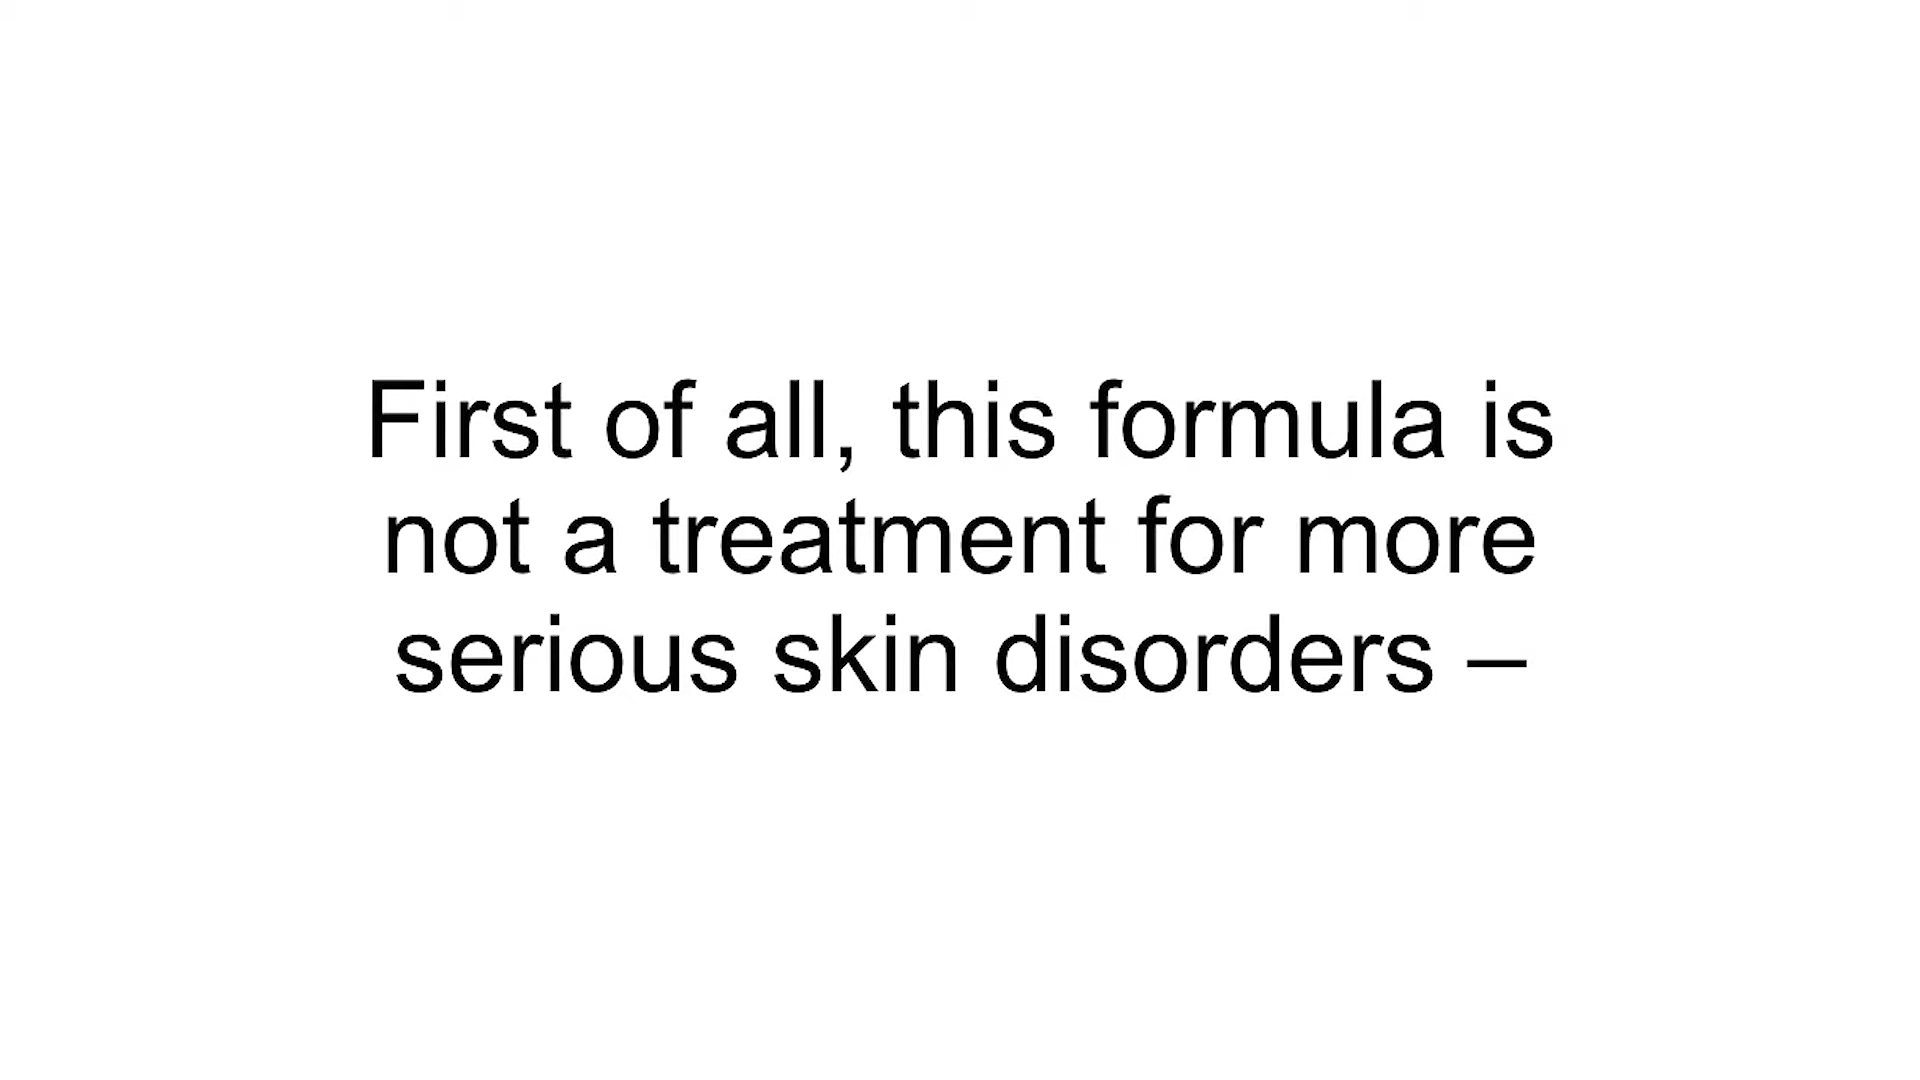 First of all, this formula is
not a treatment for more
serious skin disorders –